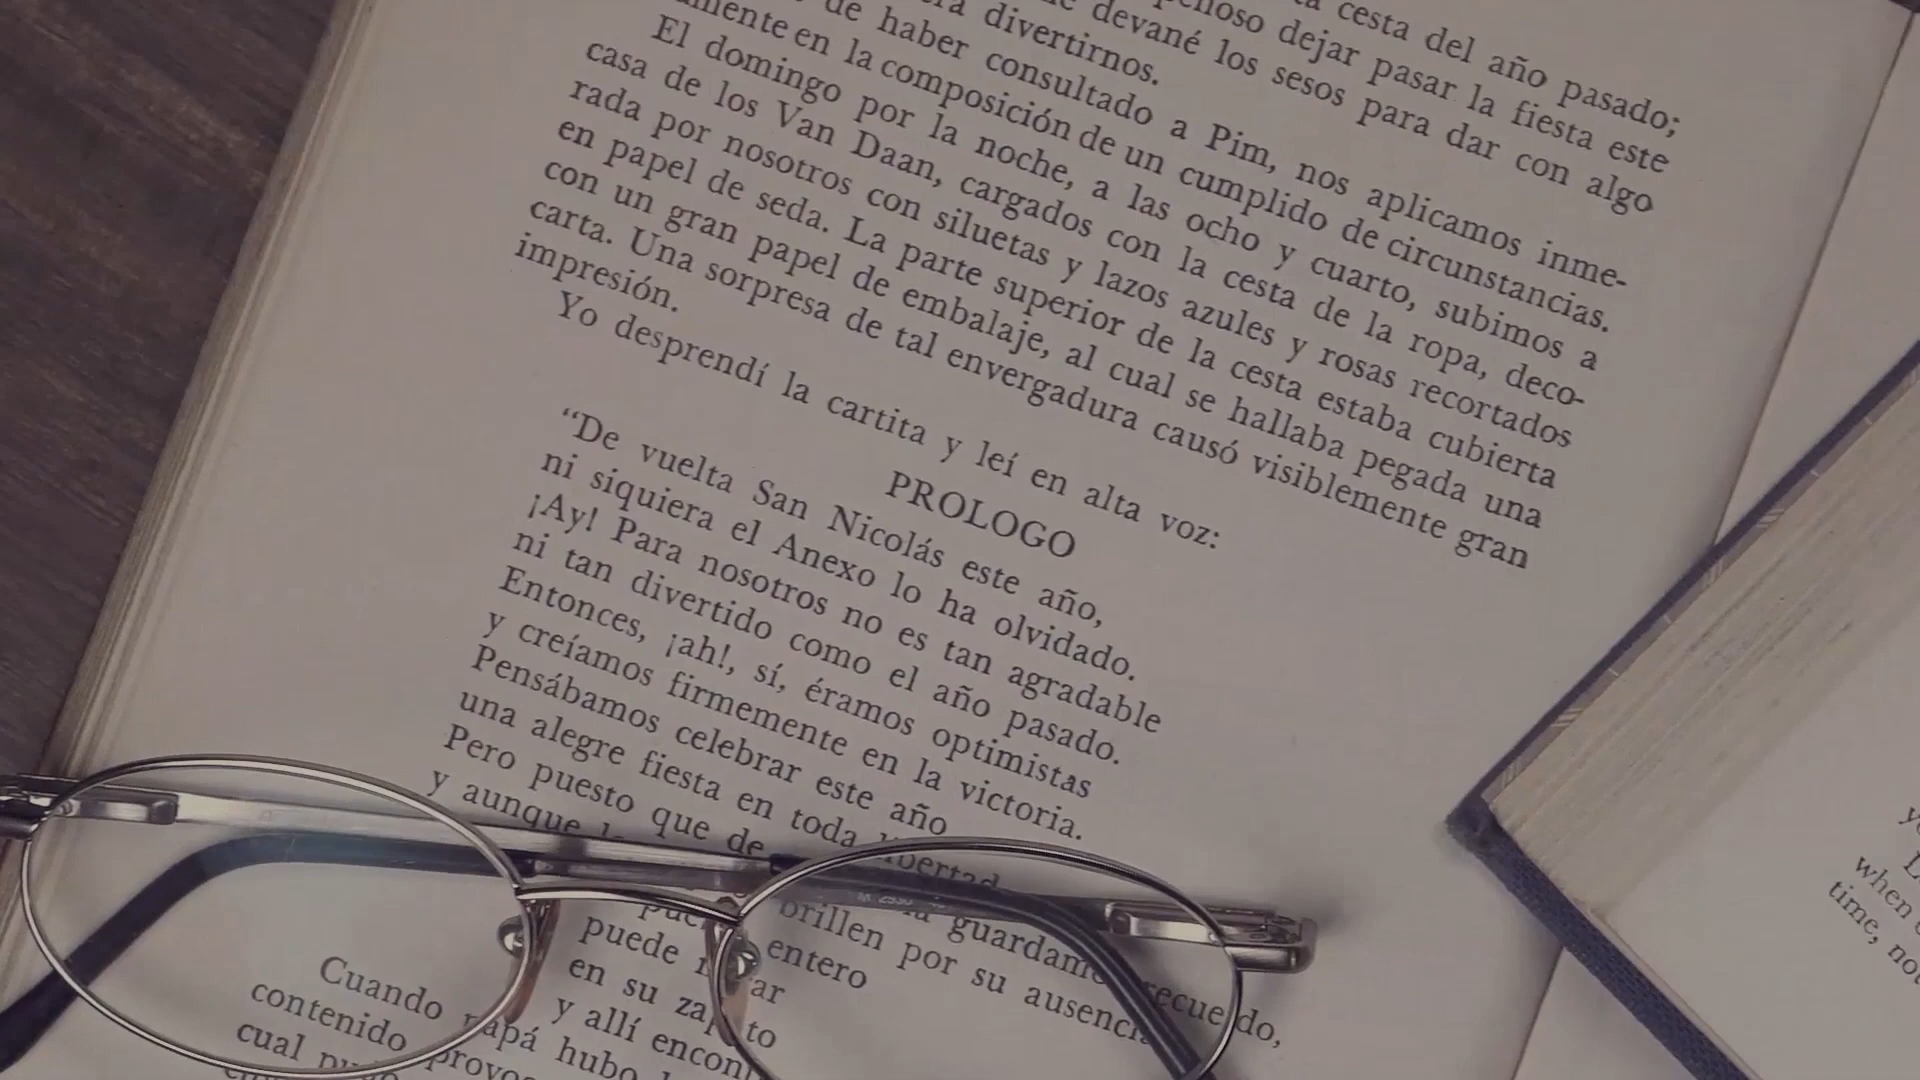 cesta del año pasado;
dejar pasar la fiesta este
devané los sesos para dar con algo
divertirnos.
de haber consultado a Pim, nos aplicamos inme-
en la composición de un cumplido de circunstancias.
El domingo por la noche, a las ocho y cuarto, subimos a
casa de los Van Daan, cargados con la cesta de la ropa, deco-
rada por nosotros con siluetas y lazos azules y rosas recortados
en papel de seda. La parte superior de la cesta estaba cubierta
con un gran papel de embalaje, al cual se hallaba pegada una
carta. Una sorpresa de tal envergadura causó visiblemente gran
impresión.
Yo desprendí la cartita y leí en alta voz:
PROLOGO
“De vuelta San Nicolás este año,
ni siquiera el Anexo lo ha olvidado.
¡Ay! Para nosotros no es tan agradable
ni tan divertido como el año pasado.
Entonces, ¡ah!, sí, éramos optimistas
y creíamos firmemente en la victoria.
Pensábamos celebrar este año
una alegre fiesta en toda
Pero puesto que de guardamos recuerdo,
y aunque brillen por su ausencia
puede entero
en su zapato
y allí
Cuando papá hubo
contenido
cual
when
time,